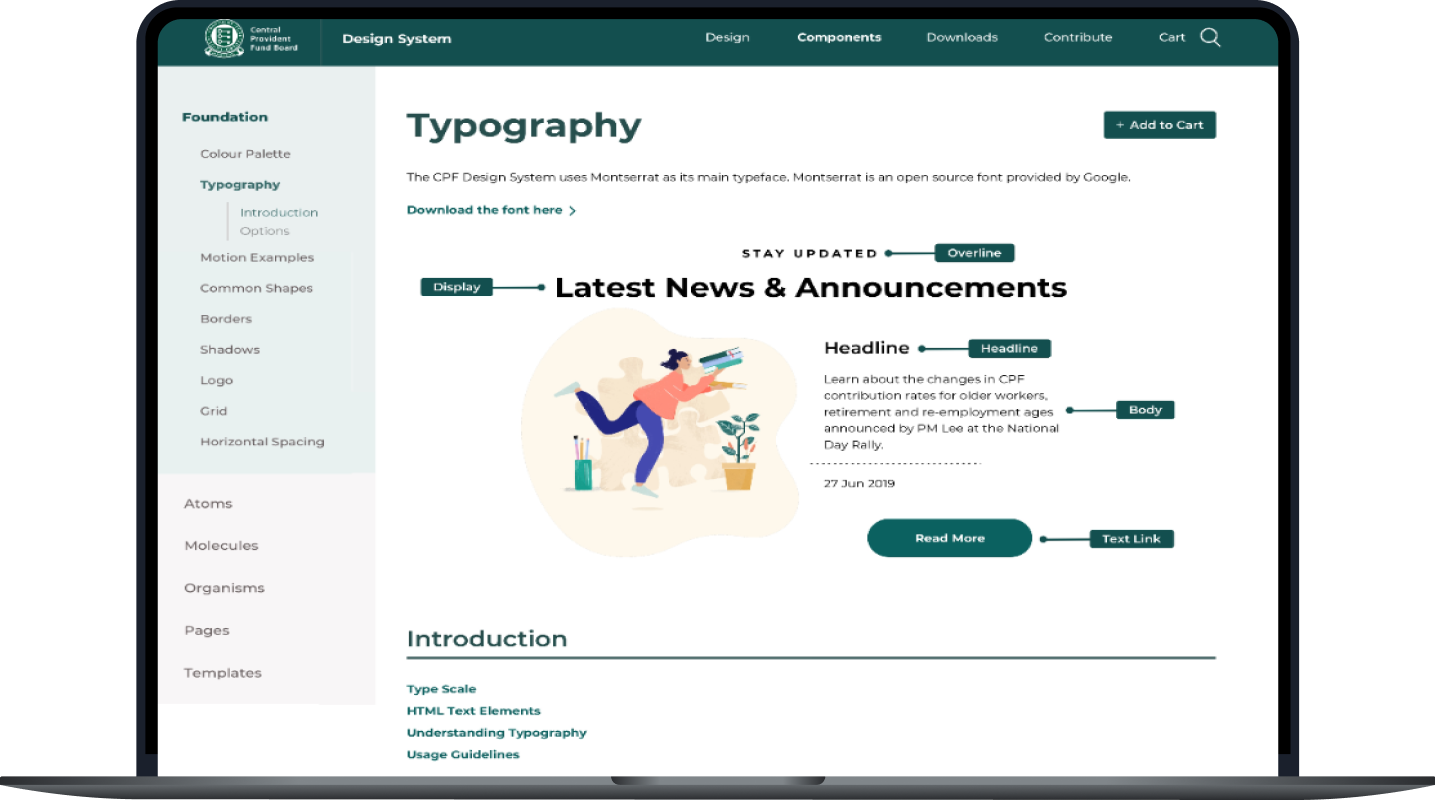 Central
Provident
Fund Board
Design System
Design
Components
Downloads
Contribute
Cart
Foundation
Colour Palette
Typography
Introduction
Options
Motion Examples
Common Shapes
Borders
Shadows
Logo
Grid
Horizontal Spacing
Atoms
Molecules
Organisms
Pages
Templates
Typography
+ Add to Cart
The CPF Design System uses Montserrat as its main typeface. Montserrat is an open source font provided by Google.
Download the font here >
STAY UPDATED
Overline
Display
Latest News & Announcements
Headline
Headline
Learn about the changes in CPF
contribution rates for older workers,
retirement and re-employment ages
announced by PM Lee at the National
Day Rally.
Body
27 Jun 2019
Read More
Text Link
Introduction
Type Scale
HTML Text Elements
Understanding Typography
Usage Guidelines